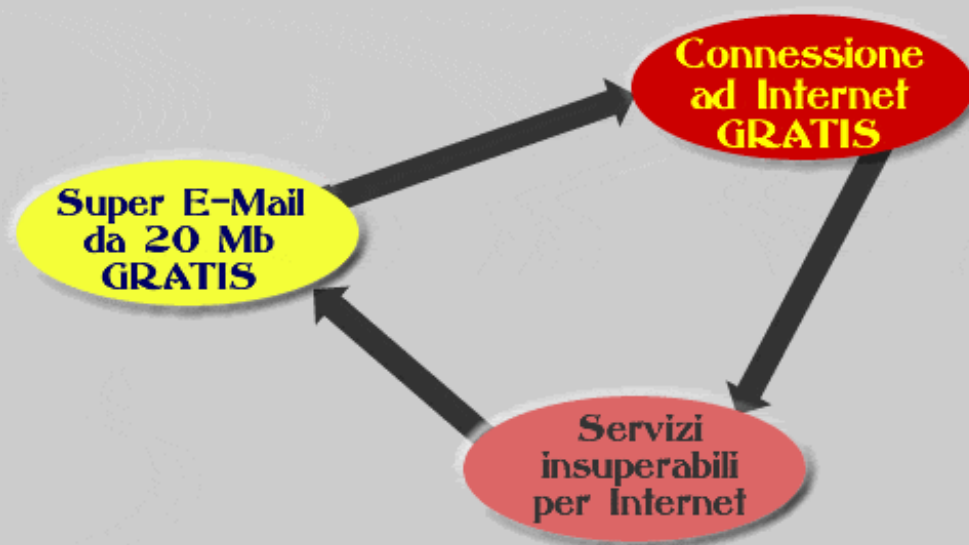 Connessione
ad Internet
GRATIS
Super E-Mail
da 20 Mb
GRATIS
Servizi
insuperabili
per Internet